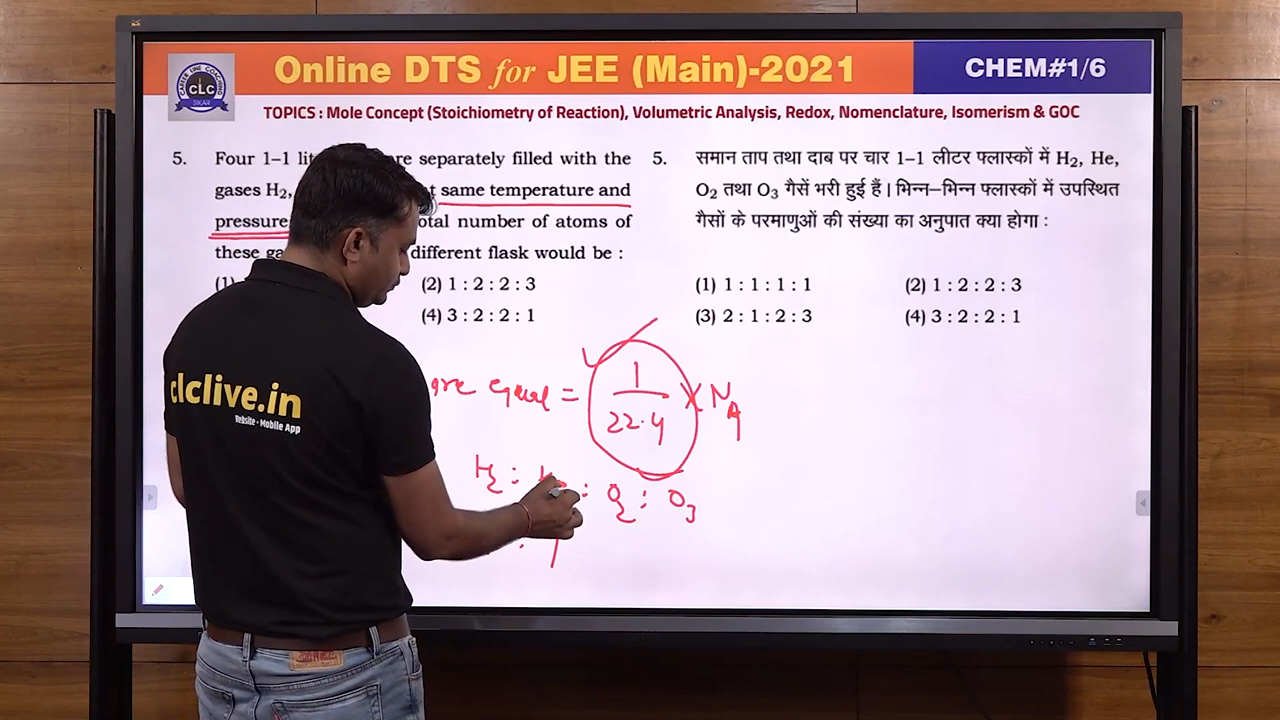 Online DTS for JEE (Main)-2021
CHEM#1/6
CLC
SIKAR
TOPICS : Mole Concept (Stoichiometry of Reaction), Volumetric Analysis, Redox, Nomenclature, Isomerism & GOC
5. Four 1–1 re separately filled with the
gases H2, same temperature and
pressure otal number of atoms of
these different flask would be :
(1) (2) 1 : 2 : 2 : 3
(4) 3 : 2 : 2 : 1
5. समान ताप तथा दाब पर चार 1–1 लीटर फ्लास्कों में H2, He,
O2 तथा O3 गैसें भरी हुई हैं। भिन्न–भिन्न फ्लास्कों में उपस्थित
गैसों के परमाणुओं की संख्या का अनुपात क्या होगा :
(1) 1 : 1 : 1 : 1 (2) 1 : 2 : 2 : 3
(3) 2 : 1 : 2 : 3 (4) 3 : 2 : 2 : 1
are equal = 1/22.4 × NA
H2 : : O2 : O3
clclive.in
Website • Mobile App